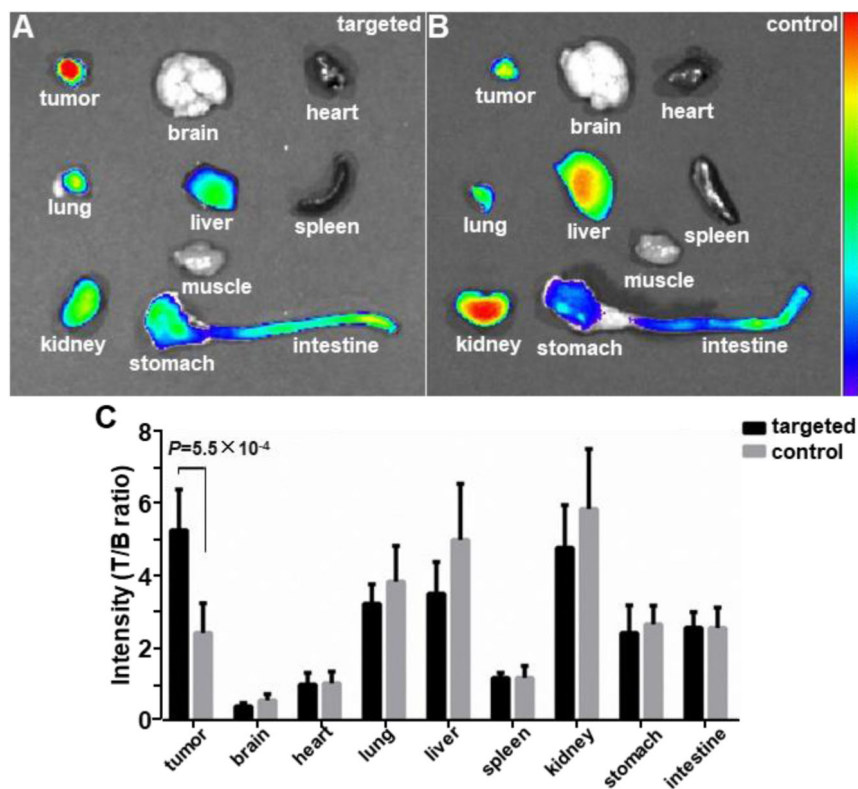 A targeted
tumor
brain
heart
lung
liver
spleen
muscle
kidney
stomach
intestine
B control
tumor
brain
heart
lung
liver
spleen
muscle
kidney
stomach
intestine
C
P=5.5×10⁻⁴
targeted
control
Intensity (T/B ratio)
8
6
4
2
0
tumor
brain
heart
lung
liver
spleen
kidney
stomach
intestine